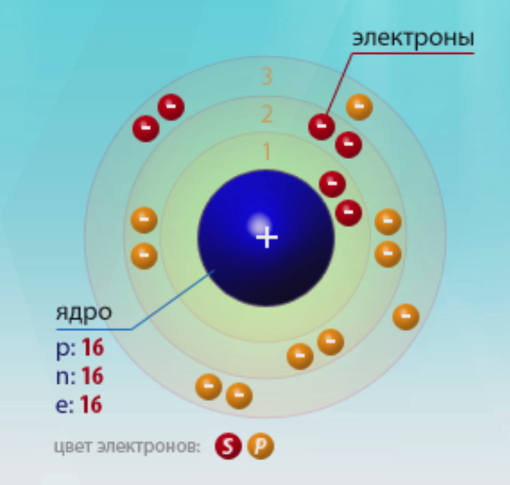 электроны
3
2
1
+
ядро
p: 16
n: 16
e: 16
цвет электронов: S P